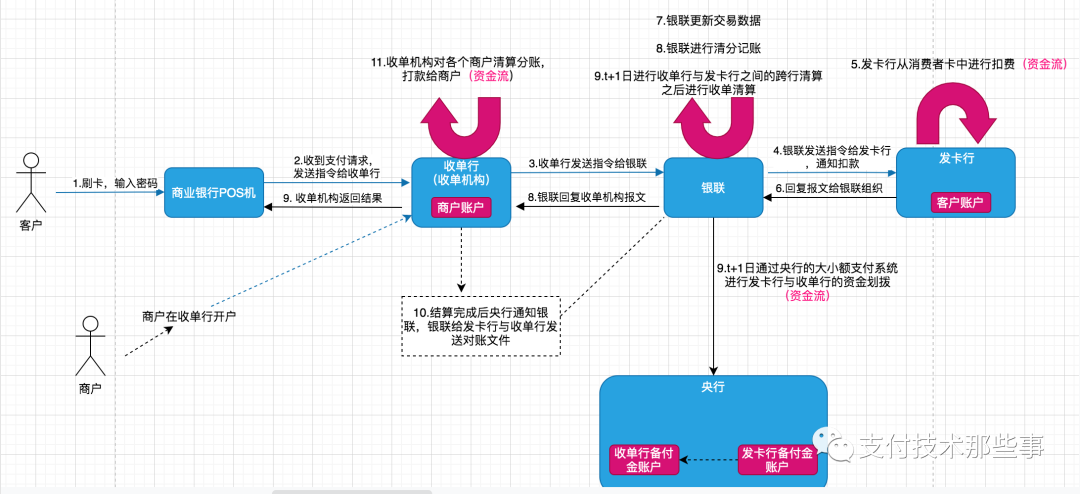 7.银联更新交易数据
8.银联进行清分记账
9.t+1日进行收单行与发卡行之间的跨行清算
之后进行收单清算
11.收单机构对各个商户清算分账，
打款给商户（资金流）
5.发卡行从消费者卡中进行扣费（资金流）
1.刷卡，输入密码
客户
商业银行POS机
2.收到支付请求，
发送指令给收单行
9. 收单机构返回结果
收单行
（收单机构）
商户账户
3.收单行发送指令给银联
8.银联回复收单机构报文
银联
4.银联发送指令给发卡行
，通知扣款
6.回复报文给银联组织
发卡行
客户账户
商户在收单行开户
商户
10.结算完成后央行通知银
联，银联给发卡行与收单行发
送对账文件
9.t+1日通过央行的大小额支付系统
进行发卡行与收单行的资金划拨
（资金流）
央行
收单行备付
金账户
发卡行备付金
账户
支付技术那些事